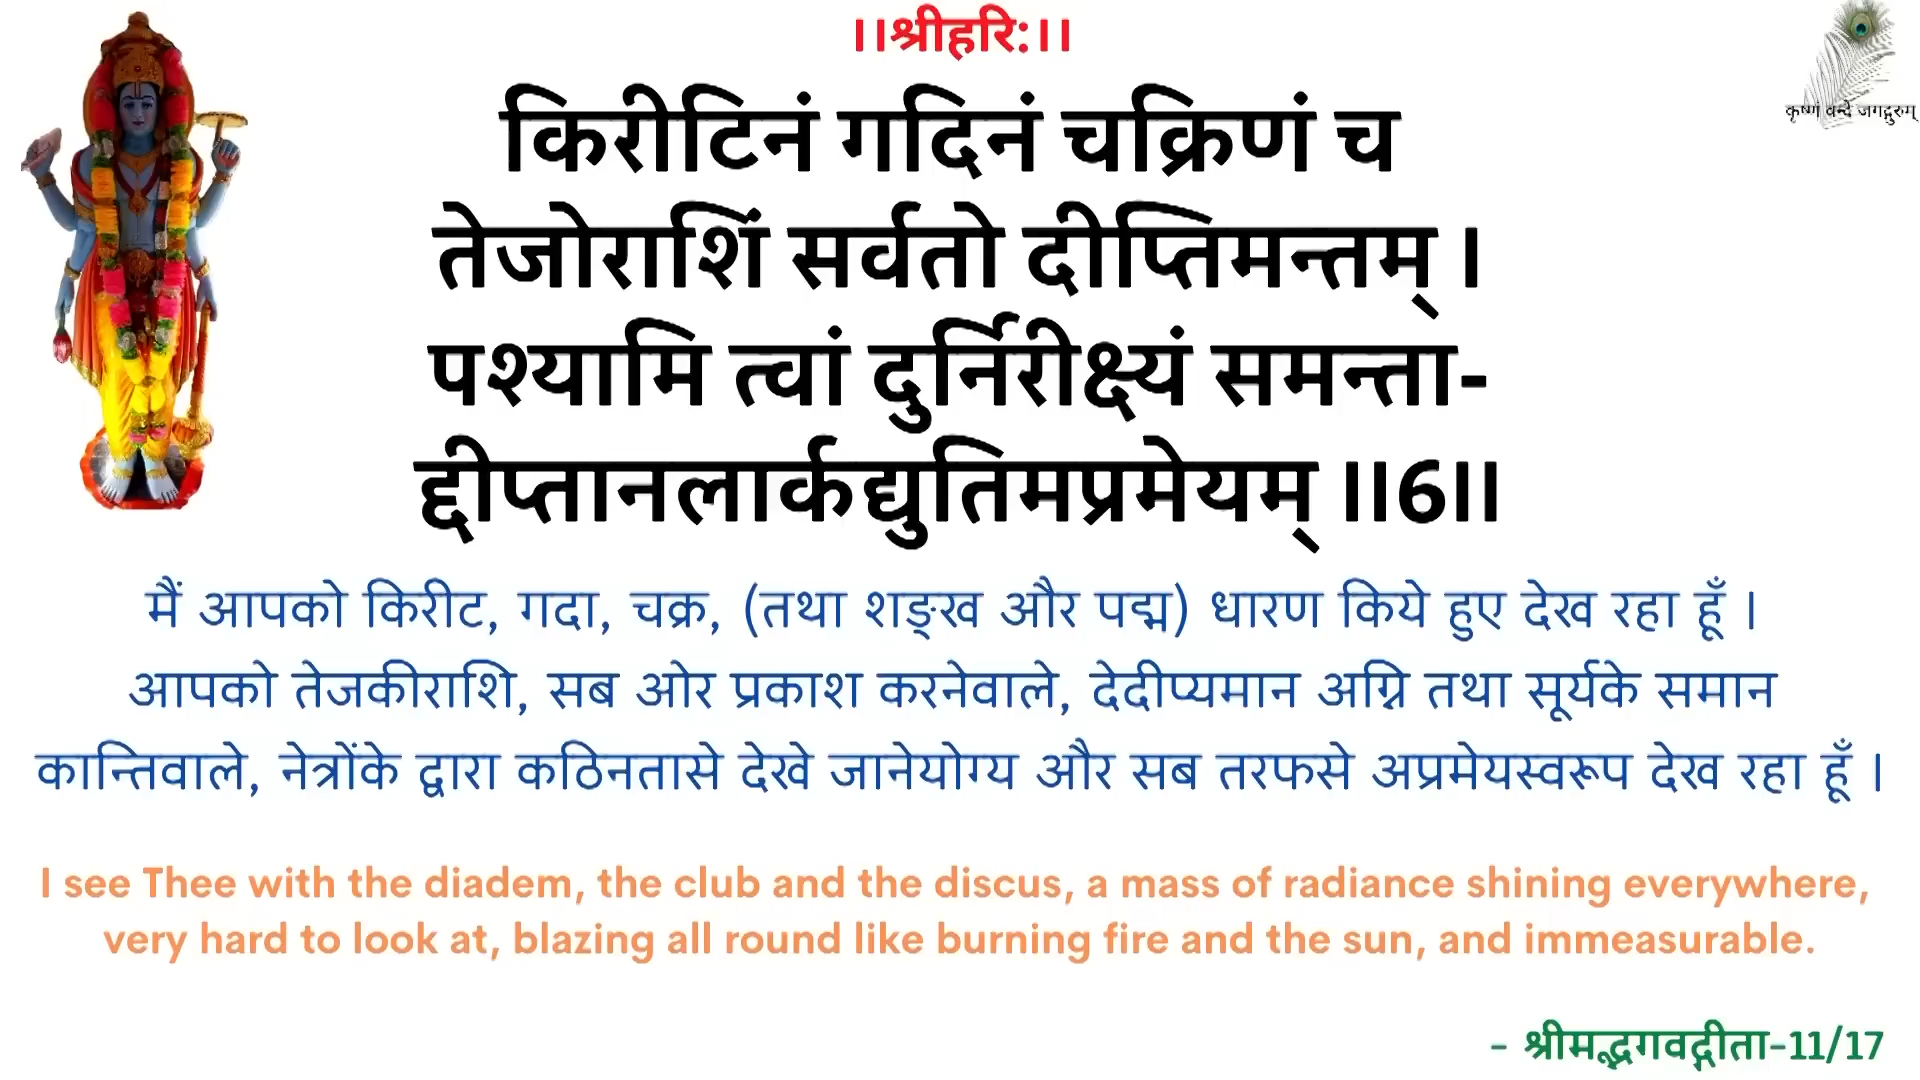 ।।श्रीहरि:।।
कृष्णं वन्दे जगद्गुरुम्
किरीटिनं गदिनं चक्रिणं च
तेजोराशिं सर्वतो दीप्तिमन्तम् ।
पश्यामि त्वां दुर्निरीक्ष्यं समन्ता-
द्दीप्तानलार्कद्युतिमप्रमेयम् ।।6।।
मैं आपको किरीट, गदा, चक्र, (तथा शङ्ख और पद्म) धारण किये हुए देख रहा हूँ ।
आपको तेजकीराशि, सब ओर प्रकाश करनेवाले, देदीप्यमान अग्नि तथा सूर्यके समान
कान्तिवाले, नेत्रोंके द्वारा कठिनतासे देखे जानेयोग्य और सब तरफसे अप्रमेयस्वरूप देख रहा हूँ ।
I see Thee with the diadem, the club and the discus, a mass of radiance shining everywhere,
very hard to look at, blazing all round like burning fire and the sun, and immeasurable.
- श्रीमद्भगवद्गीता-11/17